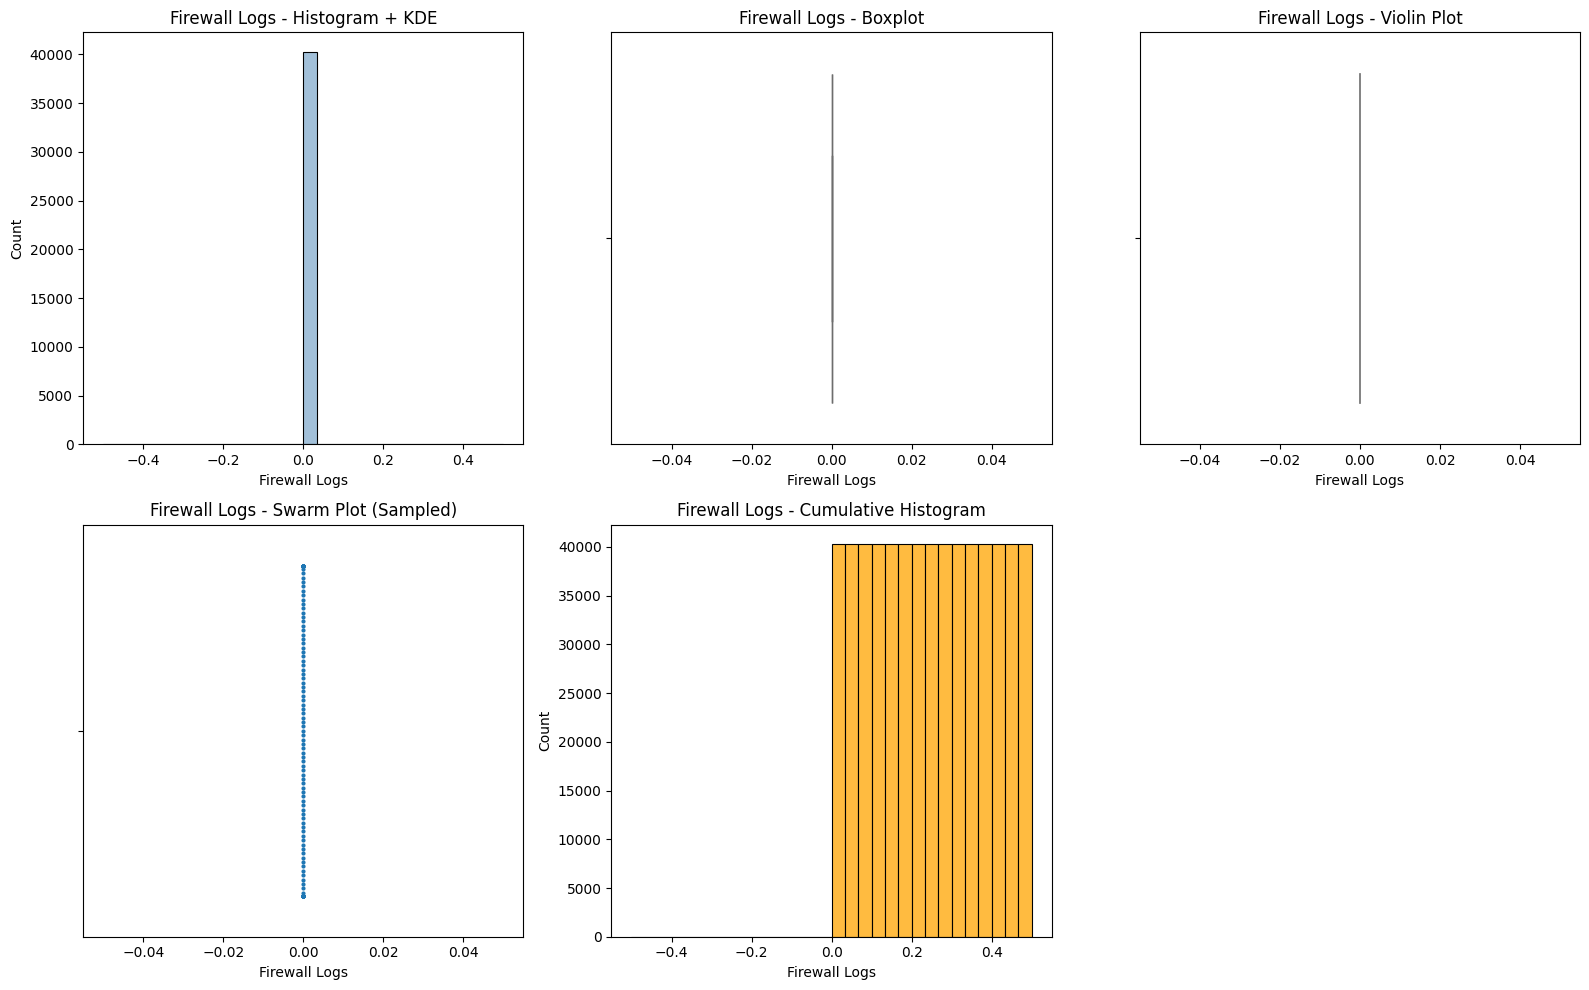 Firewall Logs - Histogram + KDE
Count
40000
35000
30000
25000
20000
15000
10000
5000
0
−0.4 −0.2 0.0 0.2 0.4
Firewall Logs
Firewall Logs - Boxplot
−0.04 −0.02 0.00 0.02 0.04
Firewall Logs
Firewall Logs - Violin Plot
−0.04 −0.02 0.00 0.02 0.04
Firewall Logs
Firewall Logs - Swarm Plot (Sampled)
−0.04 −0.02 0.00 0.02 0.04
Firewall Logs
Firewall Logs - Cumulative Histogram
Count
40000
35000
30000
25000
20000
15000
10000
5000
0
−0.4 −0.2 0.0 0.2 0.4
Firewall Logs